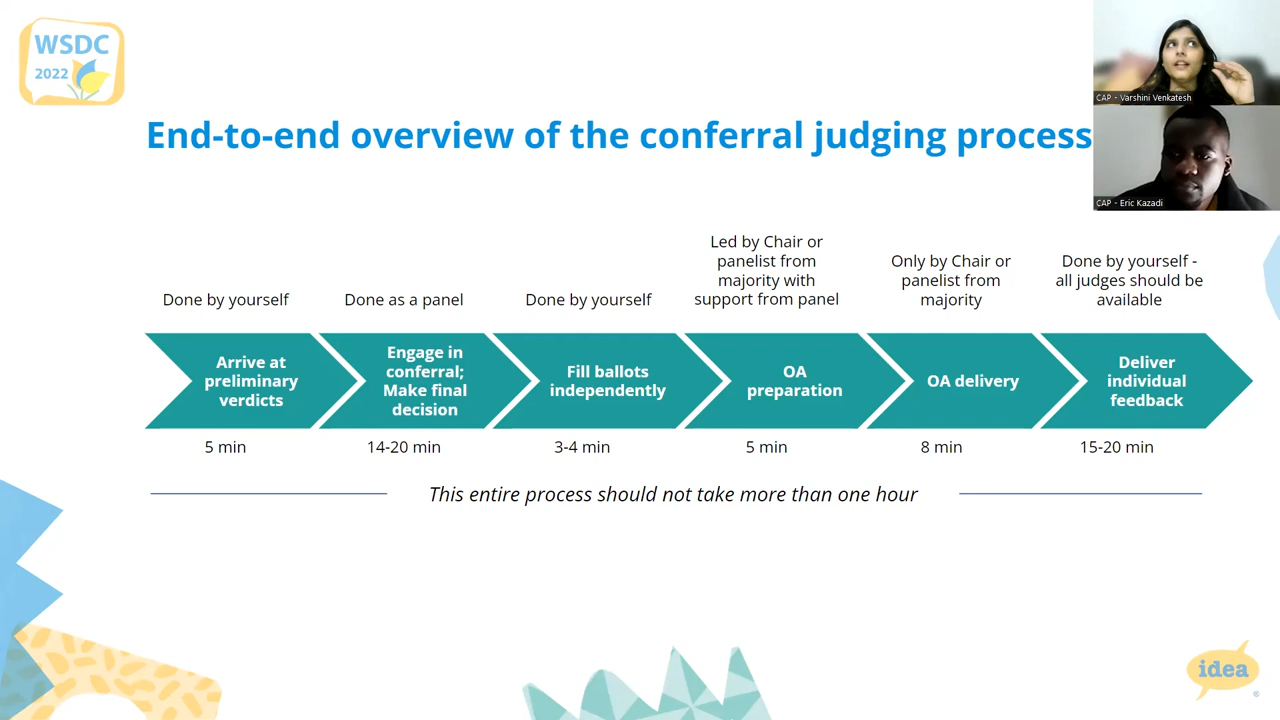 WSDC
2022
CAP - Varshini Venkatesh
CAP - Eric Kazadi
End-to-end overview of the conferral judging process
Done by yourself
Done as a panel
Done by yourself
Led by Chair or
panelist from
majority with
support from panel
Only by Chair or
panelist from
majority
Done by yourself -
all judges should be
available
Arrive at
preliminary
verdicts
Engage in
conferral;
Make final
decision
Fill ballots
independently
OA
preparation
OA delivery
Deliver
individual
feedback
5 min
14-20 min
3-4 min
5 min
8 min
15-20 min
This entire process should not take more than one hour
idea
®